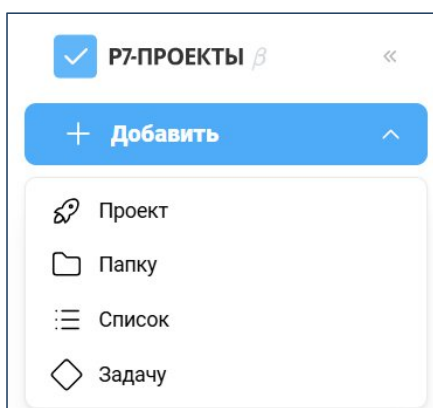 Р7-ПРОЕКТЫ β
Добавить
Проект
Папку
Список
Задачу